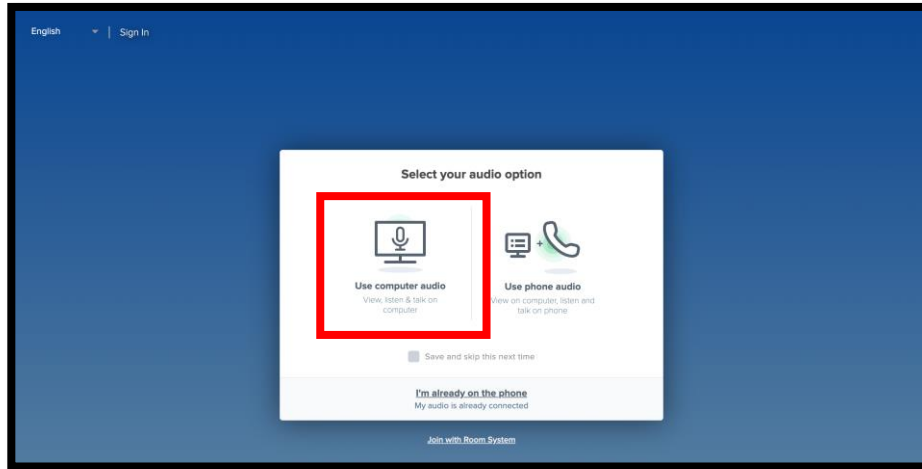 English | Sign In
Select your audio option
Use computer audio
View, listen & talk on
computer
Use phone audio
View on computer, listen and
talk on phone
Save and skip this next time
I'm already on the phone
My audio is already connected
Join with Room System